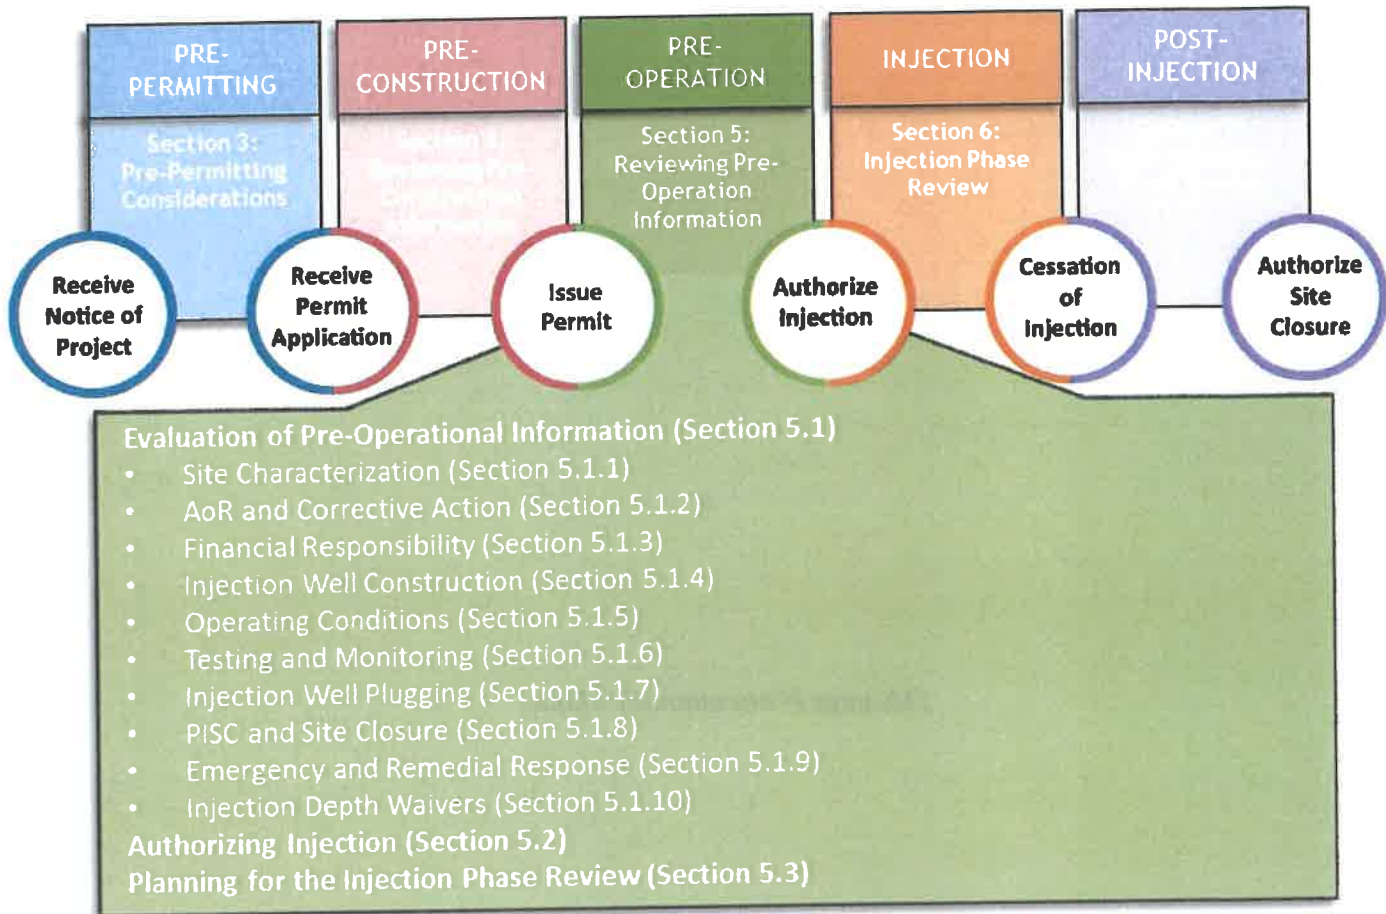 PRE-
PERMITTING
PRE-
CONSTRUCTION
PRE-
OPERATION
INJECTION
POST-
INJECTION
Section 3:
Pre-Permitting
Considerations
Section 5:
Reviewing Pre-
Operation
Information
Section 6:
Injection Phase
Review
Receive
Notice of
Project
Receive
Permit
Application
Issue
Permit
Authorize
Injection
Cessation
of
Injection
Authorize
Site
Closure
Evaluation of Pre-Operational Information (Section 5.1)
• Site Characterization (Section 5.1.1)
• AoR and Corrective Action (Section 5.1.2)
• Financial Responsibility (Section 5.1.3)
• Injection Well Construction (Section 5.1.4)
• Operating Conditions (Section 5.1.5)
• Testing and Monitoring (Section 5.1.6)
• Injection Well Plugging (Section 5.1.7)
• PISC and Site Closure (Section 5.1.8)
• Emergency and Remedial Response (Section 5.1.9)
• Injection Depth Waivers (Section 5.1.10)
Authorizing Injection (Section 5.2)
Planning for the Injection Phase Review (Section 5.3)